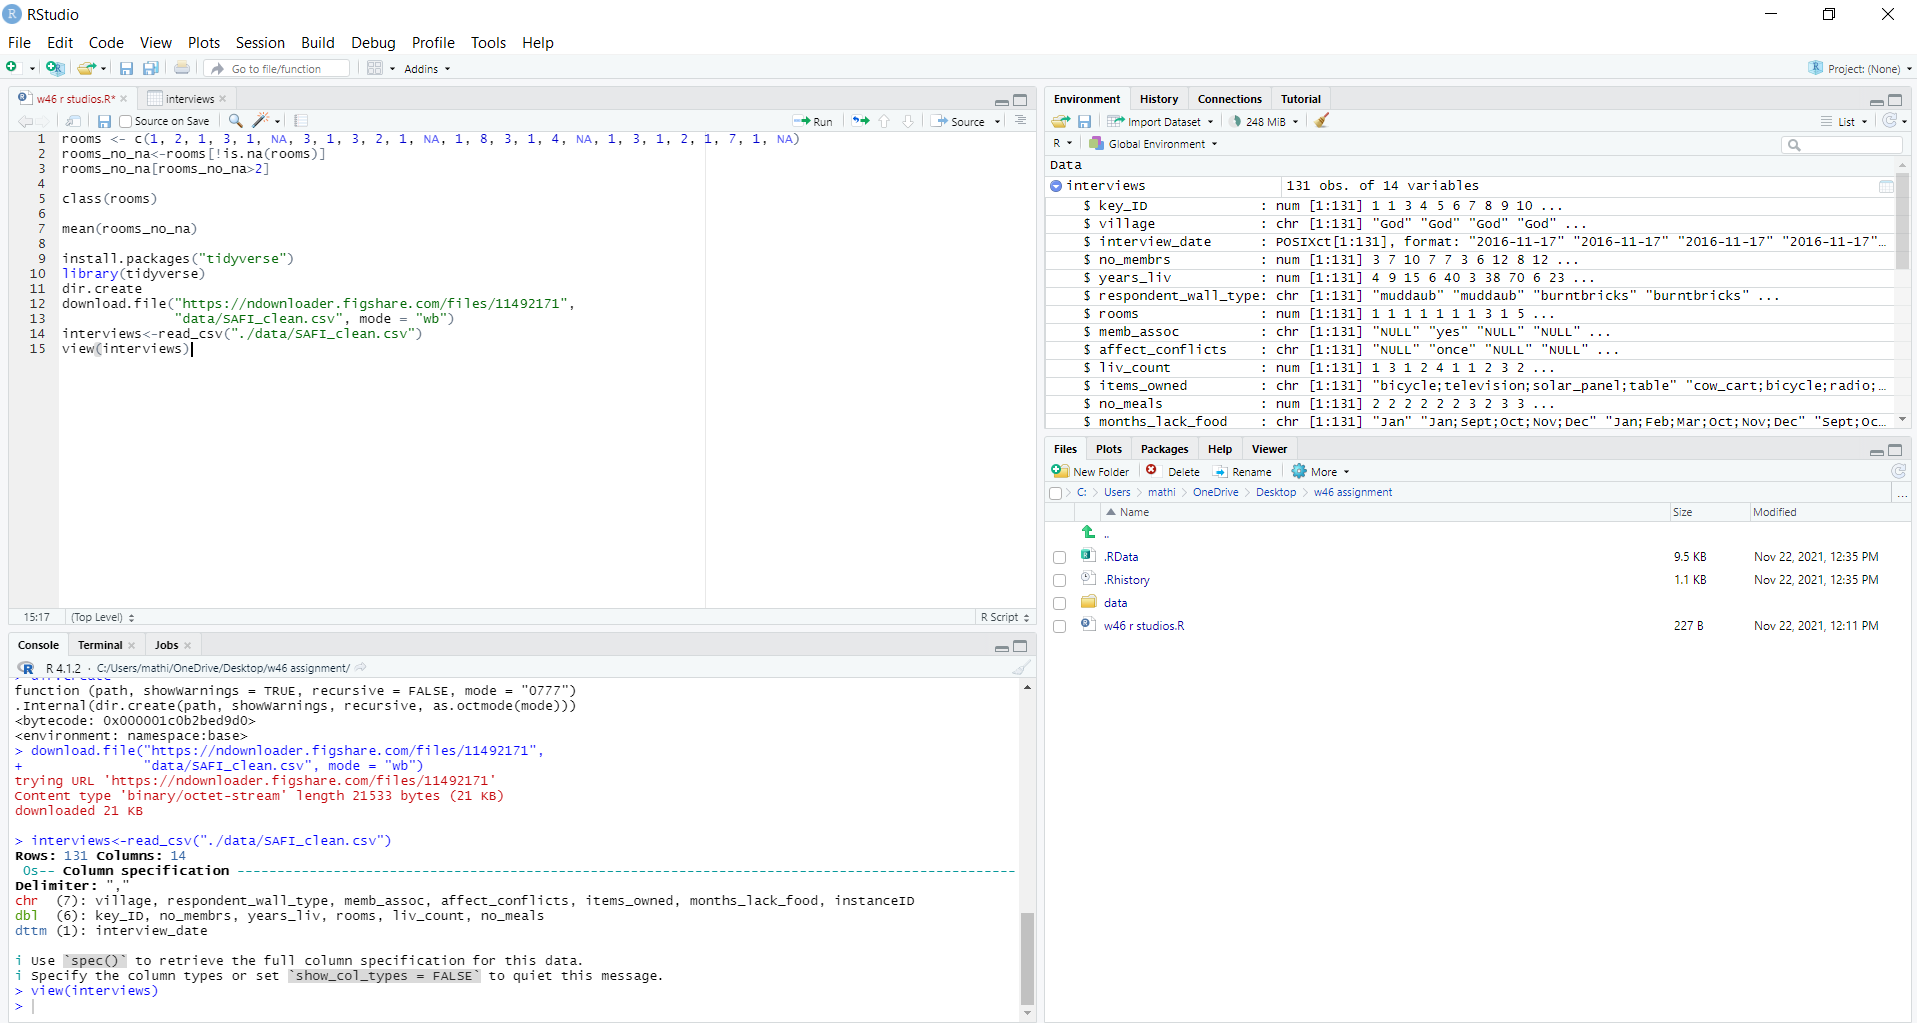 RStudio
File Edit Code View Plots Session Build Debug Profile Tools Help
Go to file/function Addins Project: (None)
w46 r studios.R* interviews
Source on Save Run Source
1 rooms <- c(1, 2, 1, 3, 1, NA, 3, 1, 3, 2, 1, NA, 1, 8, 3, 1, 4, NA, 1, 3, 1, 2, 1, 7, 1, NA)
2 rooms_no_na<-rooms[!is.na(rooms)]
3 rooms_no_na[rooms_no_na>2]
4
5 class(rooms)
6
7 mean(rooms_no_na)
8
9 install.packages("tidyverse")
10 library(tidyverse)
11 dir.create
12 download.file("https://ndownloader.figshare.com/files/11492171",
13 "data/SAFI_clean.csv", mode = "wb")
14 interviews<-read_csv("./data/SAFI_clean.csv")
15 view(interviews)
15:17 (Top Level) R Script
Console Terminal Jobs
R 4.1.2 · C:/Users/mathi/OneDrive/Desktop/w46 assignment/
> dir.create
function (path, showWarnings = TRUE, recursive = FALSE, mode = "0777")
.Internal(dir.create(path, showWarnings, recursive, as.octmode(mode)))
<bytecode: 0x000001c0b2bed9d0>
<environment: namespace:base>
> download.file("https://ndownloader.figshare.com/files/11492171",
+ "data/SAFI_clean.csv", mode = "wb")
trying URL 'https://ndownloader.figshare.com/files/11492171'
Content type 'binary/octet-stream' length 21533 bytes (21 KB)
downloaded 21 KB
> interviews<-read_csv("./data/SAFI_clean.csv")
Rows: 131 Columns: 14
0s-- Column specification --------------------------------------------------------------------------------
Delimiter: ","
chr (7): village, respondent_wall_type, memb_assoc, affect_conflicts, items_owned, months_lack_food, instanceID
dbl (6): key_ID, no_membrs, years_liv, rooms, liv_count, no_meals
dttm (1): interview_date
i Use `spec()` to retrieve the full column specification for this data.
i Specify the column types or set `show_col_types = FALSE` to quiet this message.
> view(interviews)
>
Environment History Connections Tutorial
Import Dataset 248 MiB List
R Global Environment
Data
interviews 131 obs. of 14 variables
$ key_ID : num [1:131] 1 1 3 4 5 6 7 8 9 10 ...
$ village : chr [1:131] "God" "God" "God" "God" ...
$ interview_date : POSIXct[1:131], format: "2016-11-17" "2016-11-17" "2016-11-17" "2016-11-17"…
$ no_membrs : num [1:131] 3 7 10 7 7 3 6 12 8 12 ...
$ years_liv : num [1:131] 4 9 15 6 40 3 38 70 6 23 ...
$ respondent_wall_type: chr [1:131] "muddaub" "muddaub" "burntbricks" "burntbricks" ...
$ rooms : num [1:131] 1 1 1 1 1 1 1 3 1 5 ...
$ memb_assoc : chr [1:131] "NULL" "yes" "NULL" "NULL" ...
$ affect_conflicts : chr [1:131] "NULL" "once" "NULL" "NULL" ...
$ liv_count : num [1:131] 1 3 1 2 4 1 1 2 3 2 ...
$ items_owned : chr [1:131] "bicycle;television;solar_panel;table" "cow_cart;bicycle;radio;…
$ no_meals : num [1:131] 2 2 2 2 2 2 3 2 3 3 ...
$ months_lack_food : chr [1:131] "Jan" "Jan;Sept;Oct;Nov;Dec" "Jan;Feb;Mar;Oct;Nov;Dec" "Sept;Oc…
Files Plots Packages Help Viewer
New Folder Delete Rename More
C: Users mathi OneDrive Desktop w46 assignment ...
Name Size Modified
..
.RData 9.5 KB Nov 22, 2021, 12:35 PM
.Rhistory 1.1 KB Nov 22, 2021, 12:35 PM
data
w46 r studios.R 227 B Nov 22, 2021, 12:11 PM